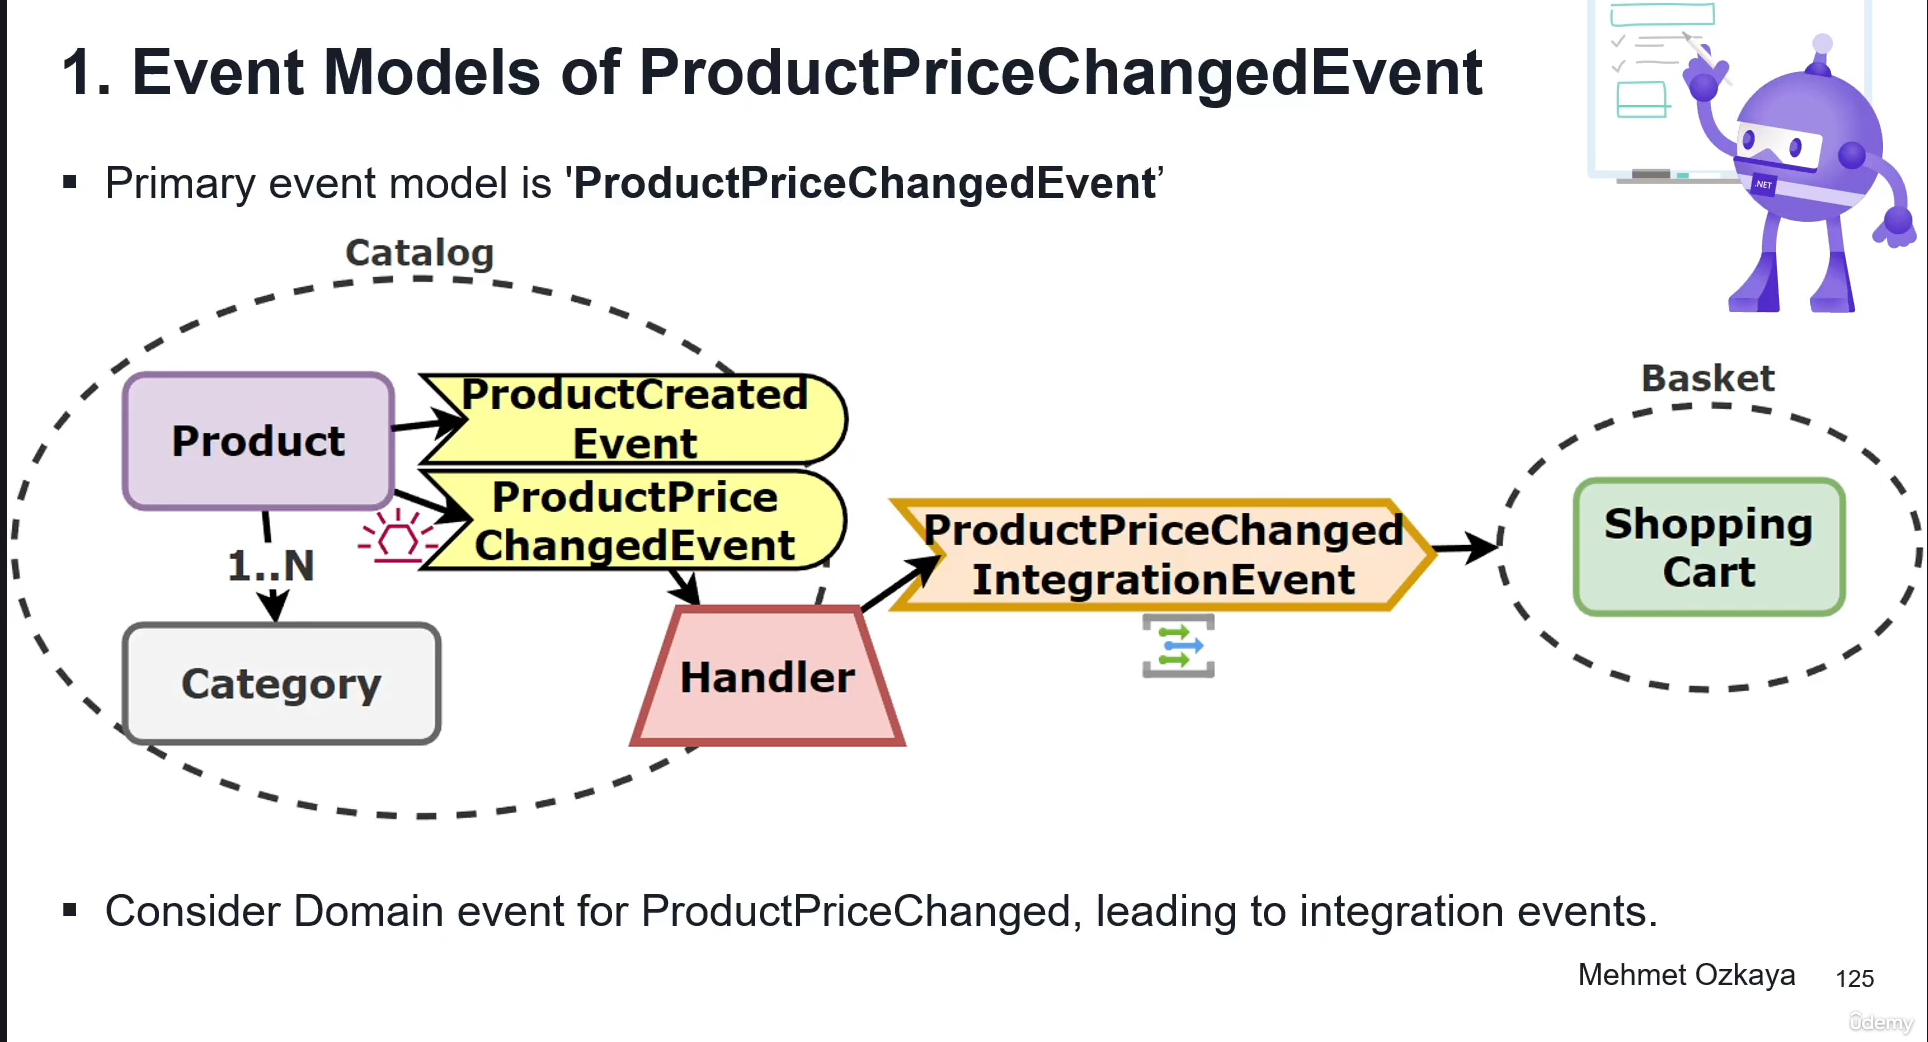 1. Event Models of ProductPriceChangedEvent
▪ Primary event model is 'ProductPriceChangedEvent’
.NET
Catalog
Product
ProductCreated
Event
ProductPrice
ChangedEvent
1..N
Category
Handler
ProductPriceChanged
IntegrationEvent
Basket
Shopping
Cart
▪ Consider Domain event for ProductPriceChanged, leading to integration events.
Mehmet Ozkaya 125
ûdemy